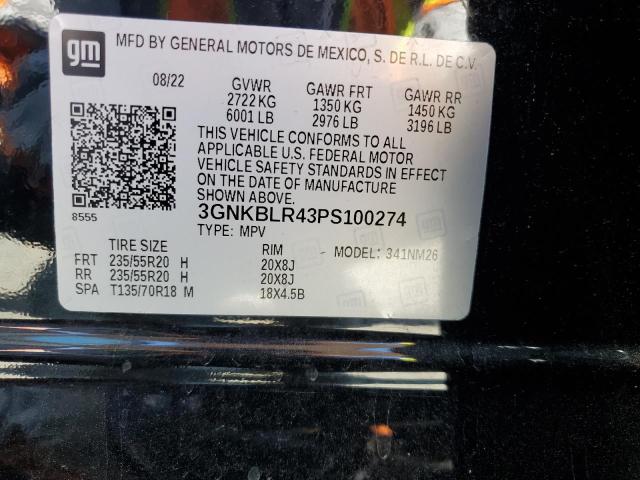 gm
MFD BY GENERAL MOTORS DE MEXICO, S. DE R.L. DE C.V.
08/22 GVWR GAWR FRT GAWR RR
2722 KG 1350 KG 1450 KG
6001 LB 2976 LB 3196 LB
THIS VEHICLE CONFORMS TO ALL
APPLICABLE U.S. FEDERAL MOTOR
VEHICLE SAFETY STANDARDS IN EFFECT
ON THE DATE OF MANUFACTURE
SHOWN ABOVE.
8555
3GNKBLR43PS100274
TYPE: MPV MODEL: 341NM26
TIRE SIZE RIM
FRT 235/55R20 H 20X8J
RR 235/55R20 H 20X8J
SPA T135/70R18 M 18X4.5B